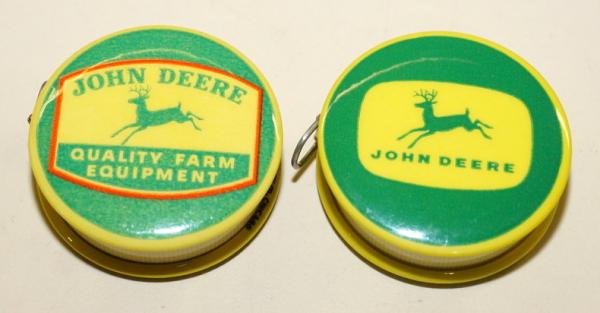 JOHN DEERE
QUALITY FARM
EQUIPMENT
JOHN DEERE